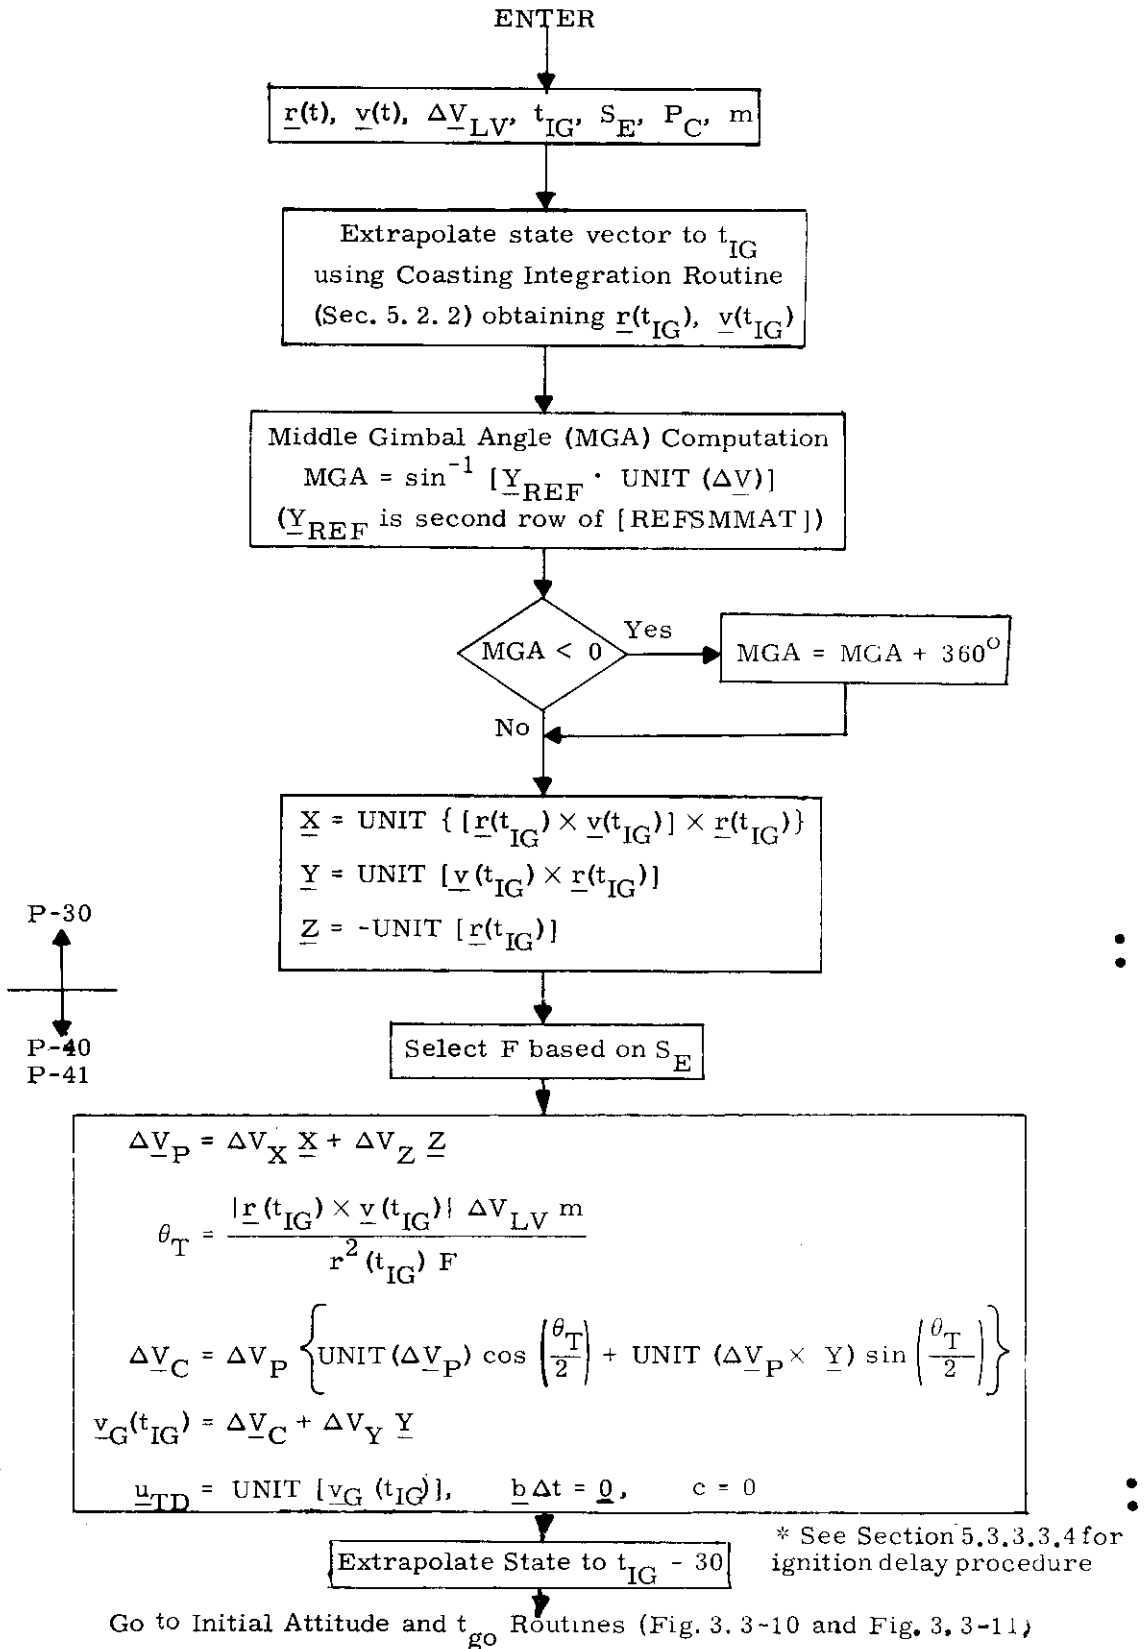 ENTER
r(t), v(t), ΔV_LV, t_IG, S_E, P_C, m
Extrapolate state vector to t_IG
using Coasting Integration Routine
(Sec. 5.2.2) obtaining r(t_IG), v(t_IG)
Middle Gimbal Angle (MGA) Computation
MGA = sin^-1 [Y_REF · UNIT (ΔV)]
(Y_REF is second row of [REFSMMAT])
MGA < 0
Yes
MGA = MGA + 360°
No
X = UNIT { [r(t_IG) × v(t_IG)] × r(t_IG)}
Y = UNIT [v(t_IG) × r(t_IG)]
Z = -UNIT [r(t_IG)]
P-30
P-40
P-41
Select F based on S_E
ΔV_P = ΔV_X X + ΔV_Z Z
θ_T = |r(t_IG) × v(t_IG)| ΔV_LV m / r^2(t_IG) F
ΔV_C = ΔV_P {UNIT(ΔV_P) cos (θ_T/2) + UNIT (ΔV_P × Y) sin (θ_T/2)}
v_G(t_IG) = ΔV_C + ΔV_Y Y
u_TD = UNIT [v_G (t_IG)], b Δt = 0, c = 0
Extrapolate State to t_IG - 30
* See Section 5.3.3.3.4 for
ignition delay procedure
Go to Initial Attitude and t_go Routines (Fig. 3.3-10 and Fig. 3.3-11)